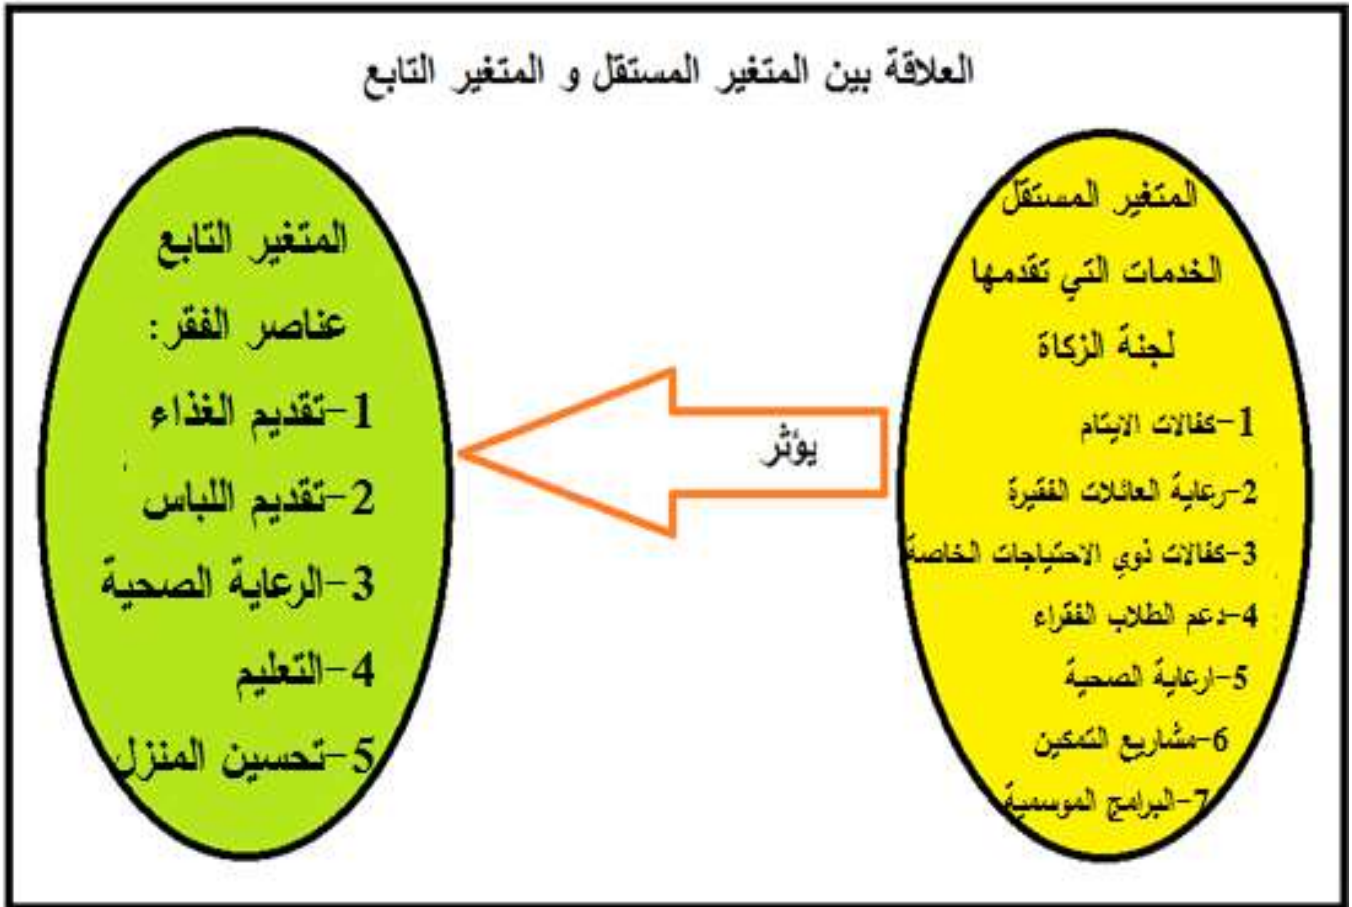 العلاقة بين المتغير المستقل و المتغير التابع
المتغير المستقل
الخدمات التي تقدمها
لجنة الزكاة
1-كفالات الايتام
2-رعاية العائلات الفقيرة
3-كفالات ذوي الاحتياجات الخاصة
4-دعم الطلاب الفقراء
5-ارعاية الصحية
6-مشاريع التمكين
7-البرامج الموسمية
يؤثر
المتغير التابع
عناصر الفقر:
1-تقديم الغذاء
2-تقديم اللباس
3-الرعاية الصحية
4-التعليم
5-تحسين المنزل